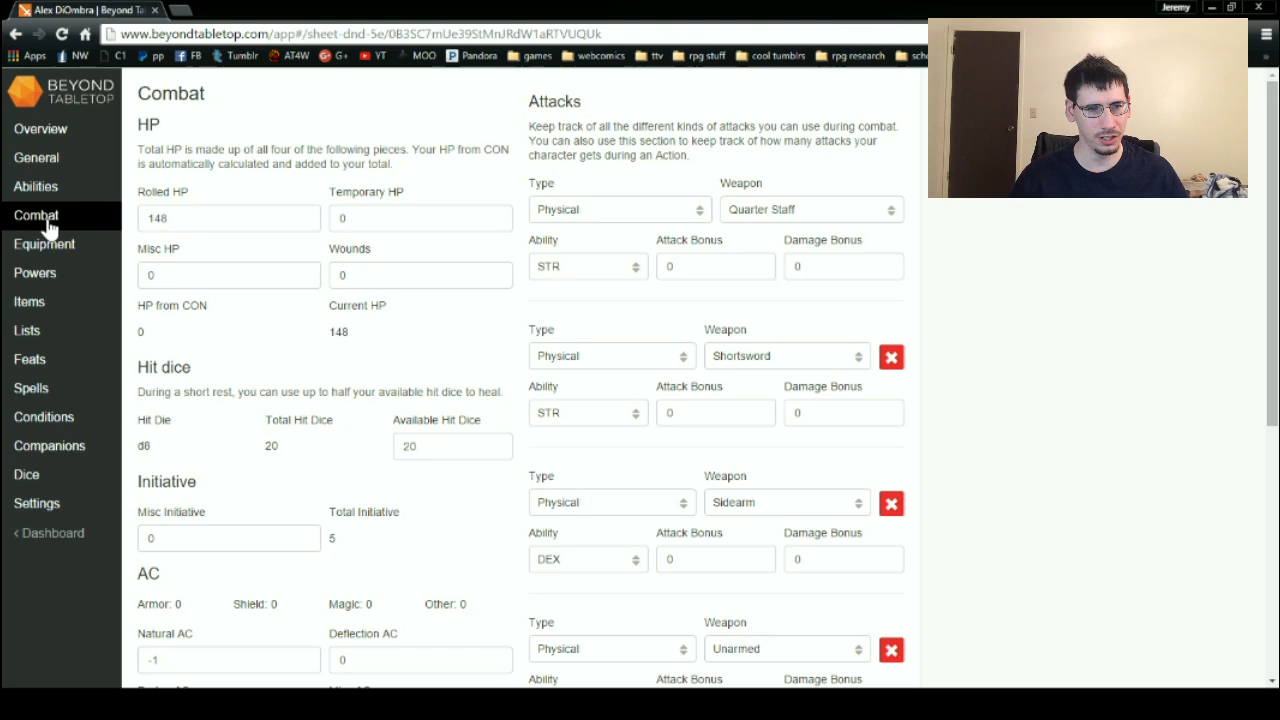 Alex DiOmbra | Beyond Ta
Jeremy
www.beyondtabletop.com/app#/sheet-dnd-5e/0B3SC7mUe39StMnJRdW1aRTVUQUk
Apps NW C1 pp FB Tumblr AT4W G+ YT MOO Pandora games webcomics ttv rpg stuff cool tumblrs rpg research
BEYOND
TABLETOP
Overview
General
Abilities
Combat
Equipment
Powers
Items
Lists
Feats
Spells
Conditions
Companions
Dice
Settings
< Dashboard
Combat
HP
Total HP is made up of all four of the following pieces. Your HP from CON
is automatically calculated and added to your total.
Rolled HP Temporary HP
148 0
Misc HP Wounds
0 0
HP from CON Current HP
0 148
Hit dice
During a short rest, you can use up to half your available hit dice to heal.
Hit Die Total Hit Dice Available Hit Dice
d8 20 20
Initiative
Misc Initiative Total Initiative
0 5
AC
Armor: 0 Shield: 0 Magic: 0 Other: 0
Natural AC Deflection AC
-1 0
Attacks
Keep track of all the different kinds of attacks you can use during combat.
You can also use this section to keep track of how many attacks your
character gets during an Action.
Type Weapon
Physical Quarter Staff
Ability Attack Bonus Damage Bonus
STR 0 0
Type Weapon
Physical Shortsword
Ability Attack Bonus Damage Bonus
STR 0 0
Type Weapon
Physical Sidearm
Ability Attack Bonus Damage Bonus
DEX 0 0
Type Weapon
Physical Unarmed
Ability Attack Bonus Damage Bonus